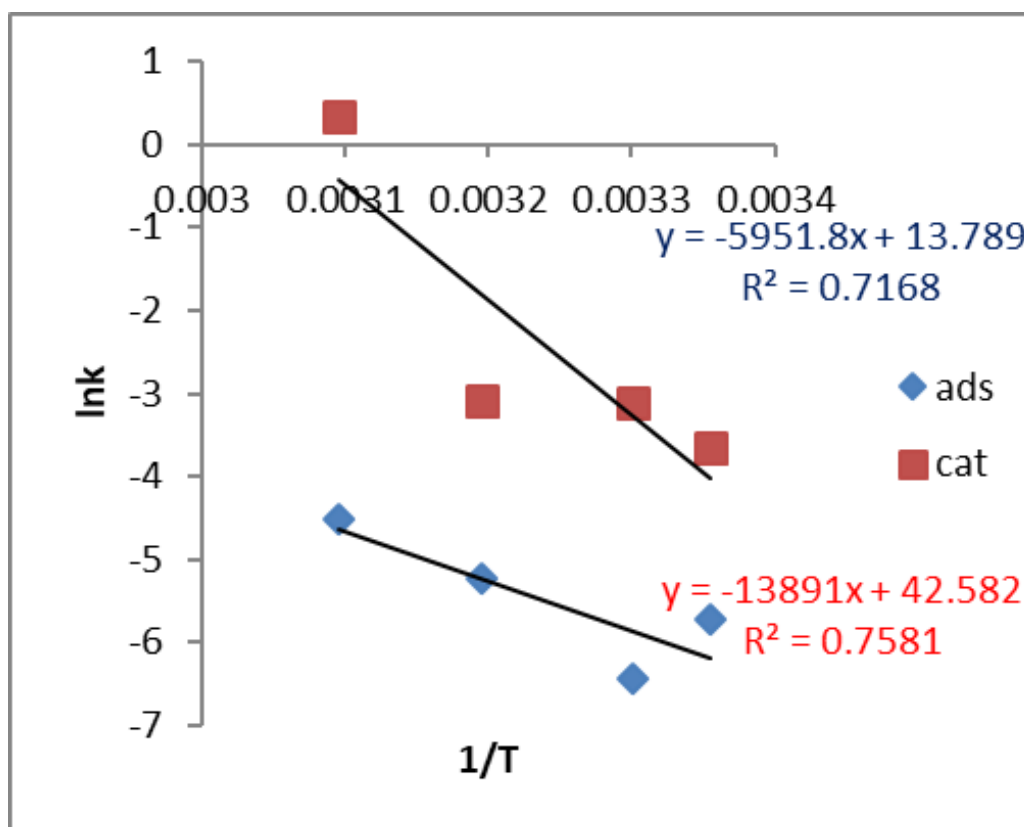 1
0
0.003 0.0031 0.0032 0.0033 0.0034
-1
y = -5951.8x + 13.789
R² = 0.7168
-2
-3
lnk
ads
cat
-4
-5
y = -13891x + 42.582
R² = 0.7581
-6
-7
1/T